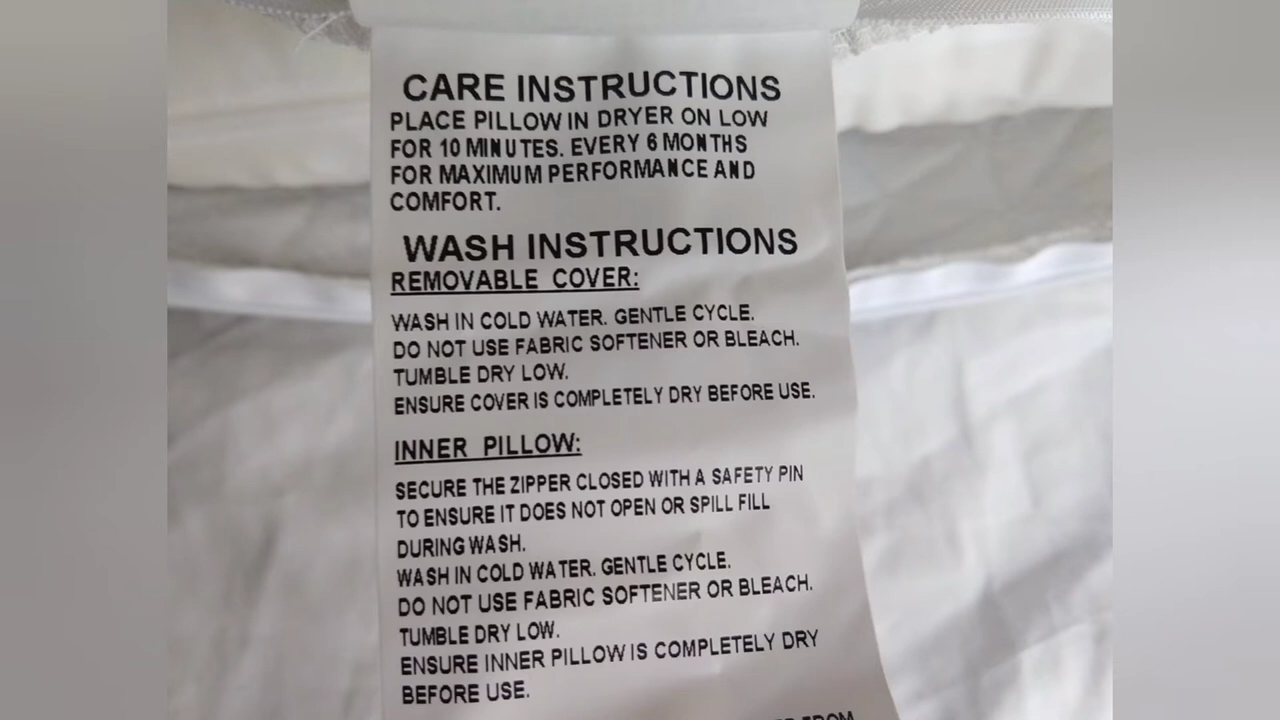 CARE INSTRUCTIONS
PLACE PILLOW IN DRYER ON LOW
FOR 10 MINUTES. EVERY 6 MONTHS
FOR MAXIMUM PERFORMANCE AND
COMFORT.
WASH INSTRUCTIONS
REMOVABLE COVER:
WASH IN COLD WATER. GENTLE CYCLE.
DO NOT USE FABRIC SOFTENER OR BLEACH.
TUMBLE DRY LOW.
ENSURE COVER IS COMPLETELY DRY BEFORE USE.
INNER PILLOW:
SECURE THE ZIPPER CLOSED WITH A SAFETY PIN
TO ENSURE IT DOES NOT OPEN OR SPILL FILL
DURING WASH.
WASH IN COLD WATER. GENTLE CYCLE.
DO NOT USE FABRIC SOFTENER OR BLEACH.
TUMBLE DRY LOW.
ENSURE INNER PILLOW IS COMPLETELY DRY
BEFORE USE.
FROM